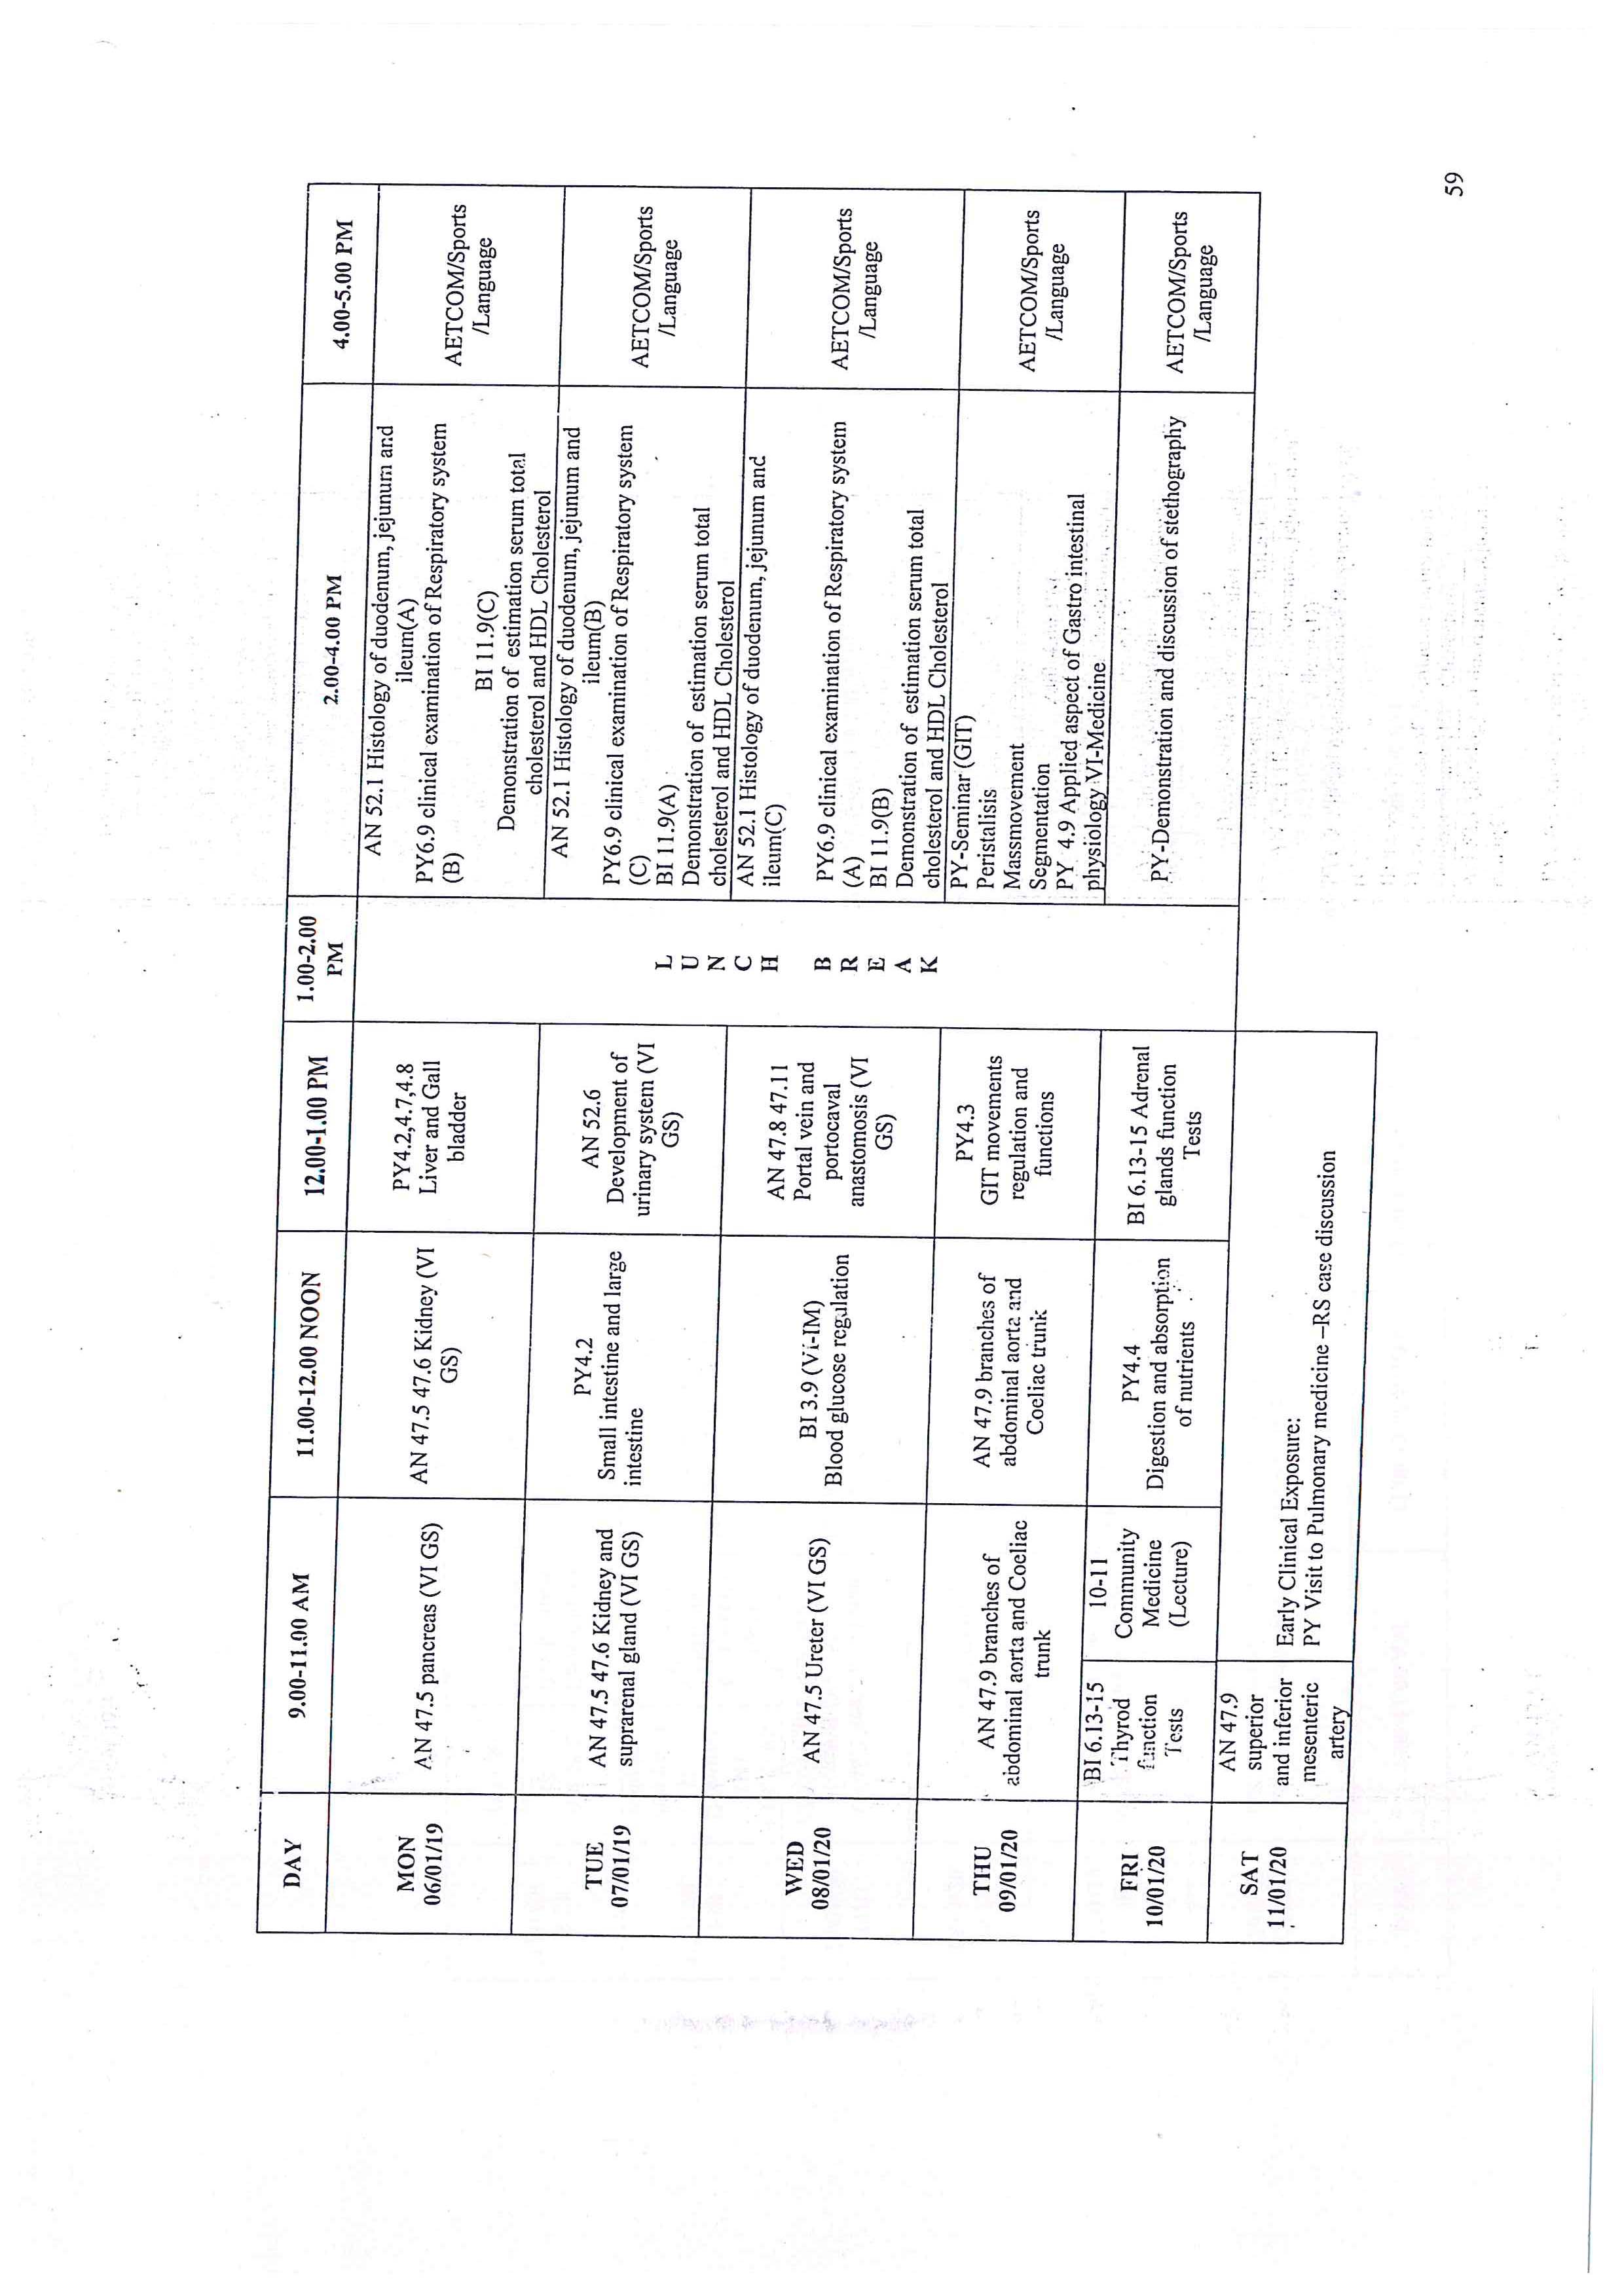 DAY
9.00-11.00 AM
11.00-12.00 NOON
12.00-1.00 PM
1.00-2.00
PM
2.00-4.00 PM
4.00-5.00 PM
MON
06/01/19
AN 47.5 pancreas (VI GS)
AN 47.5 47.6 Kidney (VI
GS)
PY4.2,4.7,4.8
Liver and Gall
bladder
L
U
N
C
H
B
R
E
A
K
AN 52.1 Histology of duodenum, jejunum and
ileum(A)
PY6.9 clinical examination of Respiratory system
(B)
BI 11.9(C)
Demonstration of estimation serum total
cholesterol and HDL Cholesterol
AETCOM/Sports
/Language
TUE
07/01/19
AN 47.5 47.6 Kidney and
suprarenal gland (VI GS)
PY4.2
Small intestine and large
intestine
AN 52.6
Development of
urinary system (VI
GS)
AN 52.1 Histology of duodenum, jejunum and
ileum(B)
PY6.9 clinical examination of Respiratory system
(C)
BI 11.9(A)
Demonstration of estimation serum total
cholesterol and HDL Cholesterol
AETCOM/Sports
/Language
WED
08/01/20
AN 47.5 Ureter (VI GS)
BI 3.9 (Vi-IM)
Blood glucose regulation
AN 47.8 47.11
Portal vein and
portocaval
anastomosis (VI
GS)
AN 52.1 Histology of duodenum, jejunum and
ileum(C)
PY6.9 clinical examination of Respiratory system
(A)
BI 11.9(B)
Demonstration of estimation serum total
cholesterol and HDL Cholesterol
AETCOM/Sports
/Language
THU
09/01/20
AN 47.9 branches of
abdominal aorta and Coeliac
trunk
AN 47.9 branches of
abdominal aorta and
Coeliac trunk
PY4.3
GIT movements
regulation and
functions
PY-Seminar (GIT)
Peristalisis
Massmovement
Segmentation
PY 4.9 Applied aspect of Gastro intestinal
physiology VI-Medicine
AETCOM/Sports
/Language
FRI
10/01/20
BI 6.13-15
Thyrod
function
Tests
10-11
Community
Medicine
(Lecture)
PY4.4
Digestion and absorption
of nutrients
BI 6.13-15 Adrenal
glands function
Tests
PY-Demonstration and discussion of stethography
AETCOM/Sports
/Language
SAT
11/01/20
AN 47.9
superior
and inferior
mesenteric
artery
Early Clinical Exposure:
PY Visit to Pulmonary medicine –RS case discussion
59